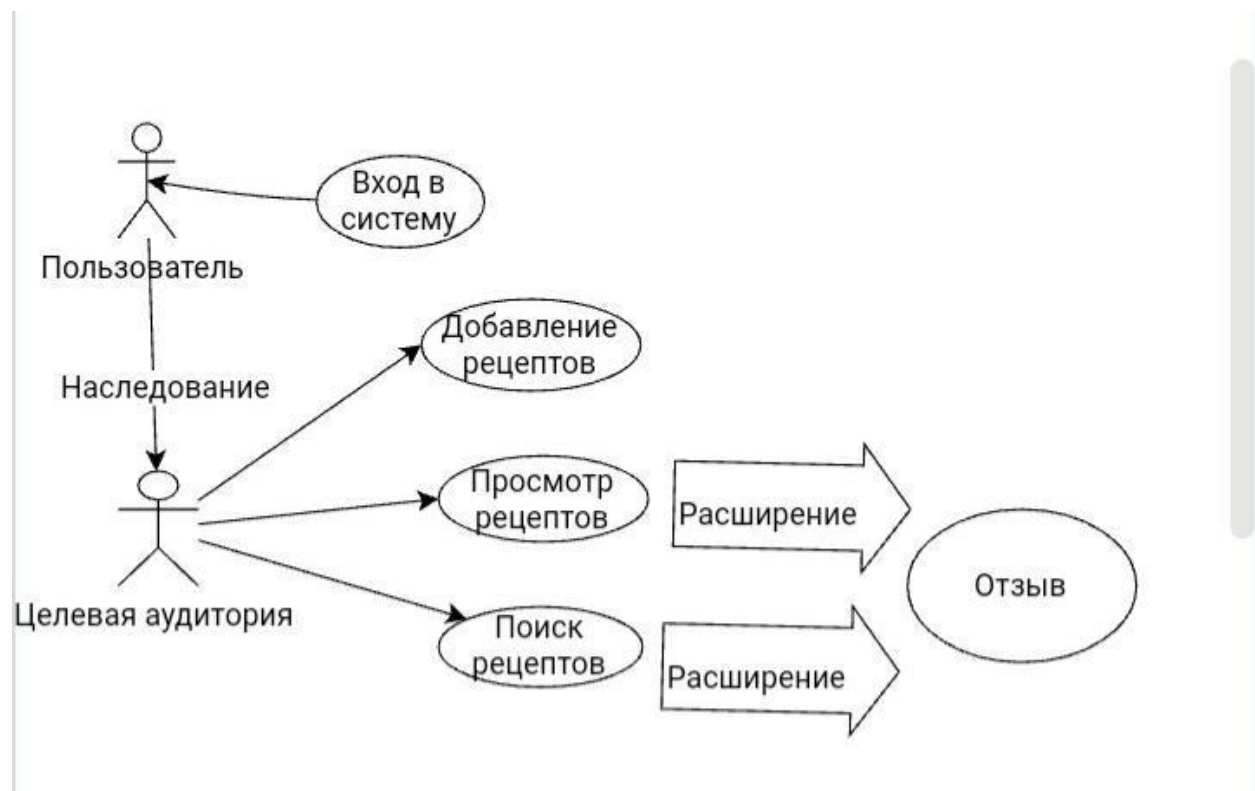 Вход в
систему
Пользователь
Добавление
рецептов
Наследование
Просмотр
рецептов
Расширение
Отзыв
Целевая аудитория
Поиск
рецептов
Расширение